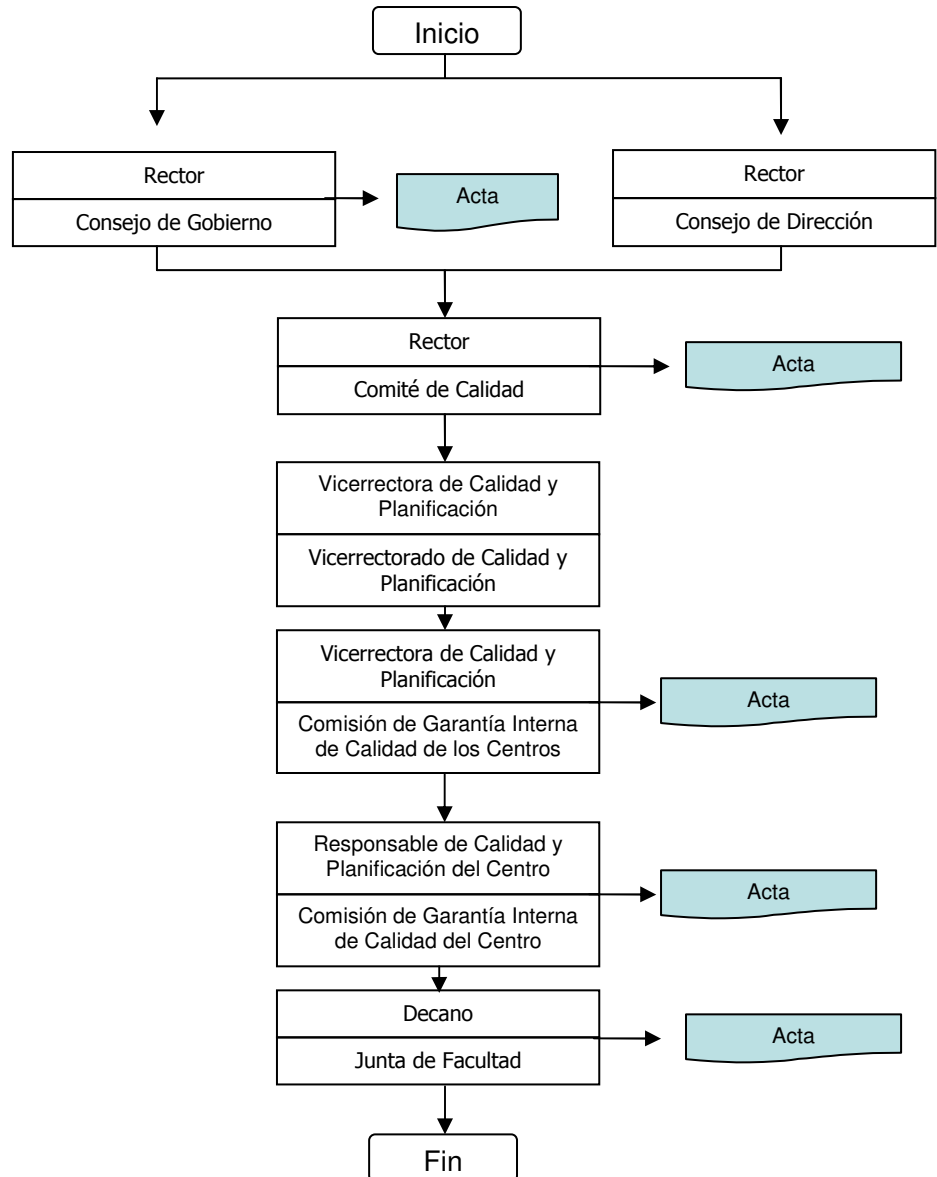 Inicio
Rector
Consejo de Gobierno
Acta
Rector
Consejo de Dirección
Rector
Comité de Calidad
Acta
Vicerrectora de Calidad y
Planificación
Vicerrectorado de Calidad y
Planificación
Vicerrectora de Calidad y
Planificación
Comisión de Garantía Interna
de Calidad de los Centros
Acta
Responsable de Calidad y
Planificación del Centro
Comisión de Garantía Interna
de Calidad del Centro
Acta
Decano
Junta de Facultad
Acta
Fin